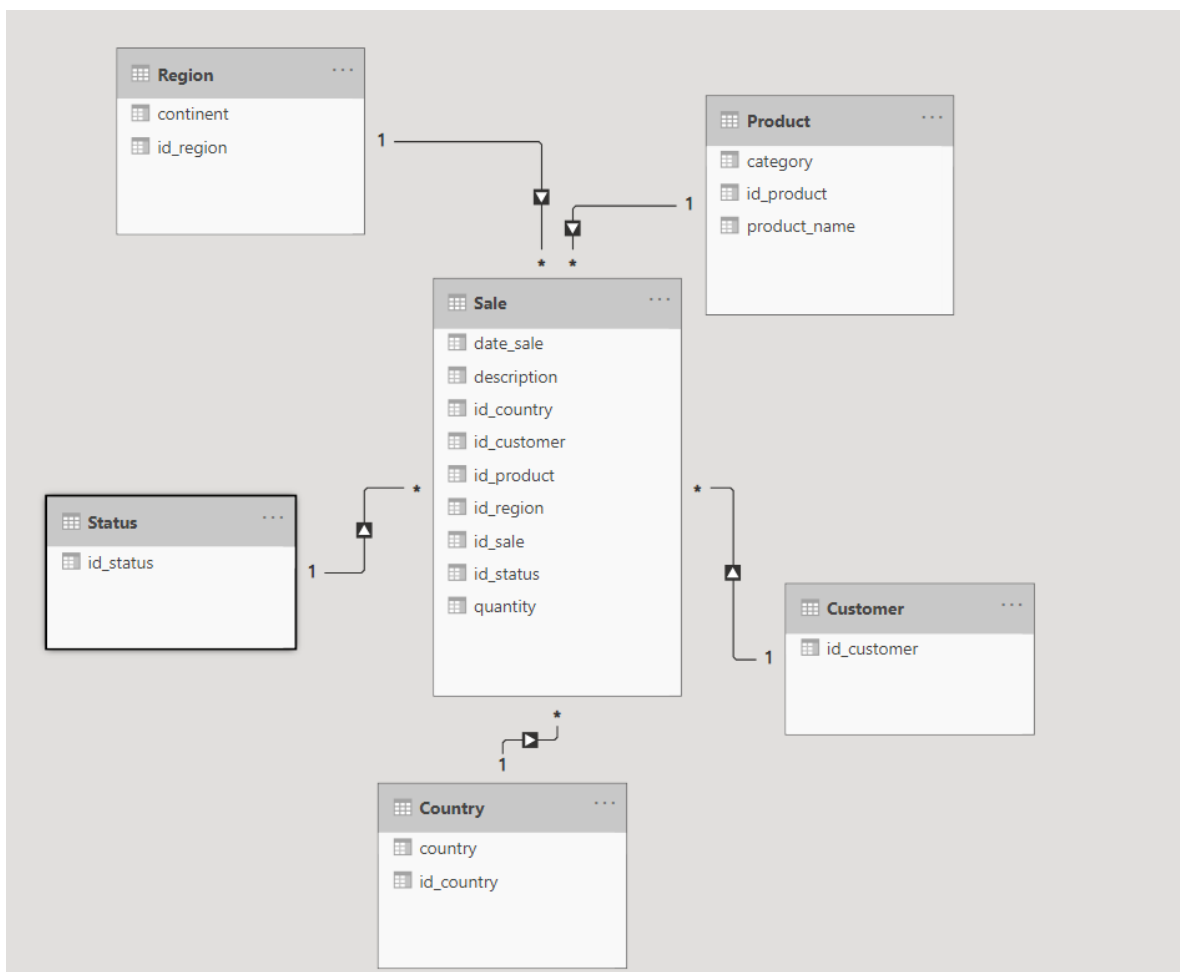 Region
continent
id_region
1
Product
category
id_product
product_name
1
* *
Sale
date_sale
description
id_country
id_customer
id_product
id_region
id_sale
id_status
quantity
*
*
Status
id_status
1
Customer
id_customer
1
*
1
Country
country
id_country